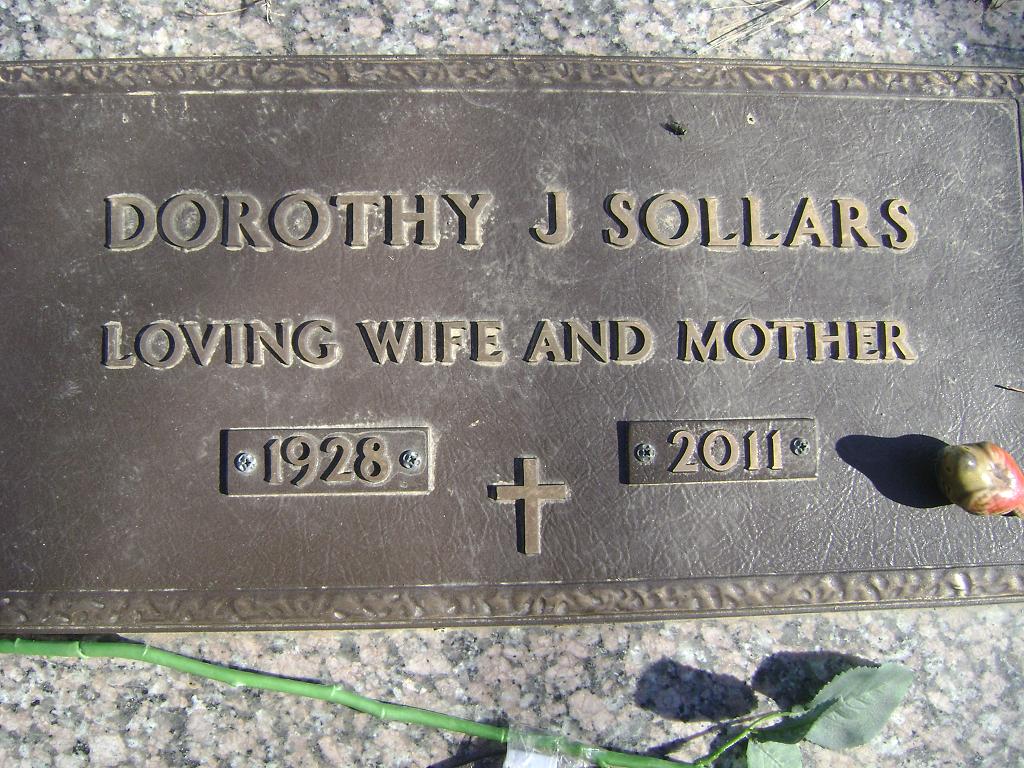 DOROTHY J SOLLARS
LOVING WIFE AND MOTHER
1928 2011